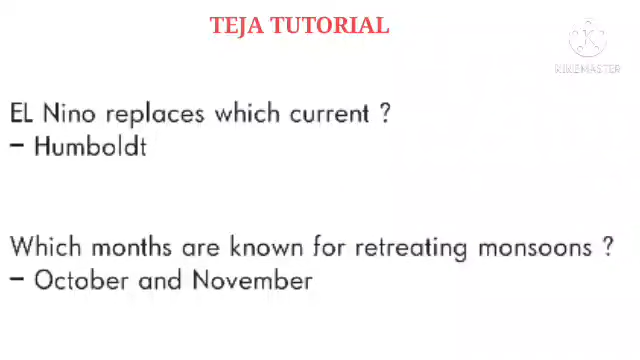 TEJA TUTORIAL
KINEMASTER
EL Nino replaces which current ?
– Humboldt
Which months are known for retreating monsoons ?
– October and November